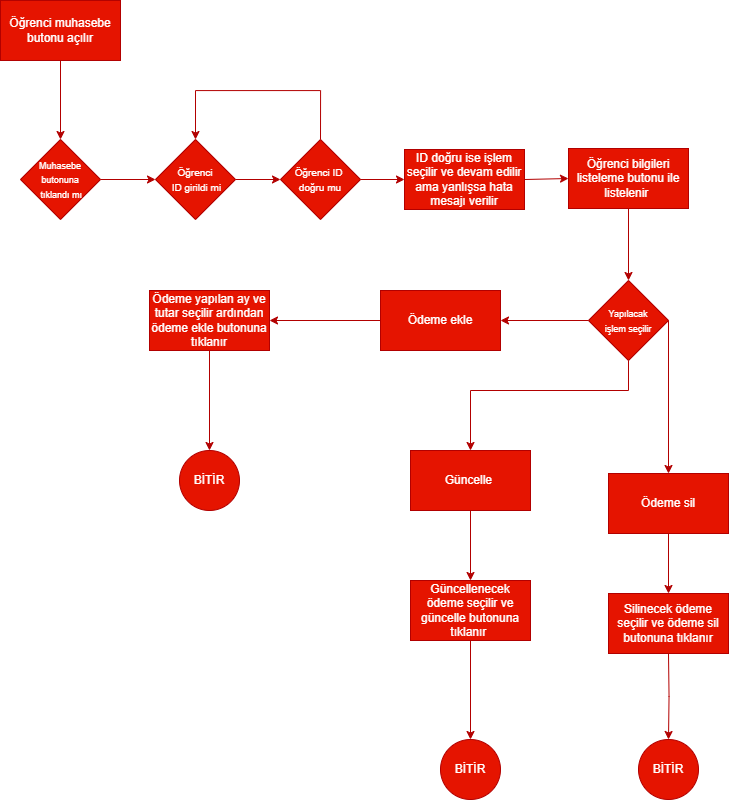 Öğrenci muhasebe
butonu açılır
Muhasebe
butonuna
tıklandı mı
Öğrenci
ID girildi mi
Öğrenci ID
doğru mu
ID doğru ise işlem
seçilir ve devam edilir
ama yanlışsa hata
mesajı verilir
Öğrenci bilgileri
listeleme butonu ile
listelenir
Yapılacak
işlem seçilir
Ödeme ekle
Ödeme yapılan ay ve
tutar seçilir ardından
ödeme ekle butonuna
tıklanır
BİTİR
Güncelle
Ödeme sil
Güncellenecek
ödeme seçilir ve
güncelle butonuna
tıklanır
Silinecek ödeme
seçilir ve ödeme sil
butonuna tıklanır
BİTİR
BİTİR